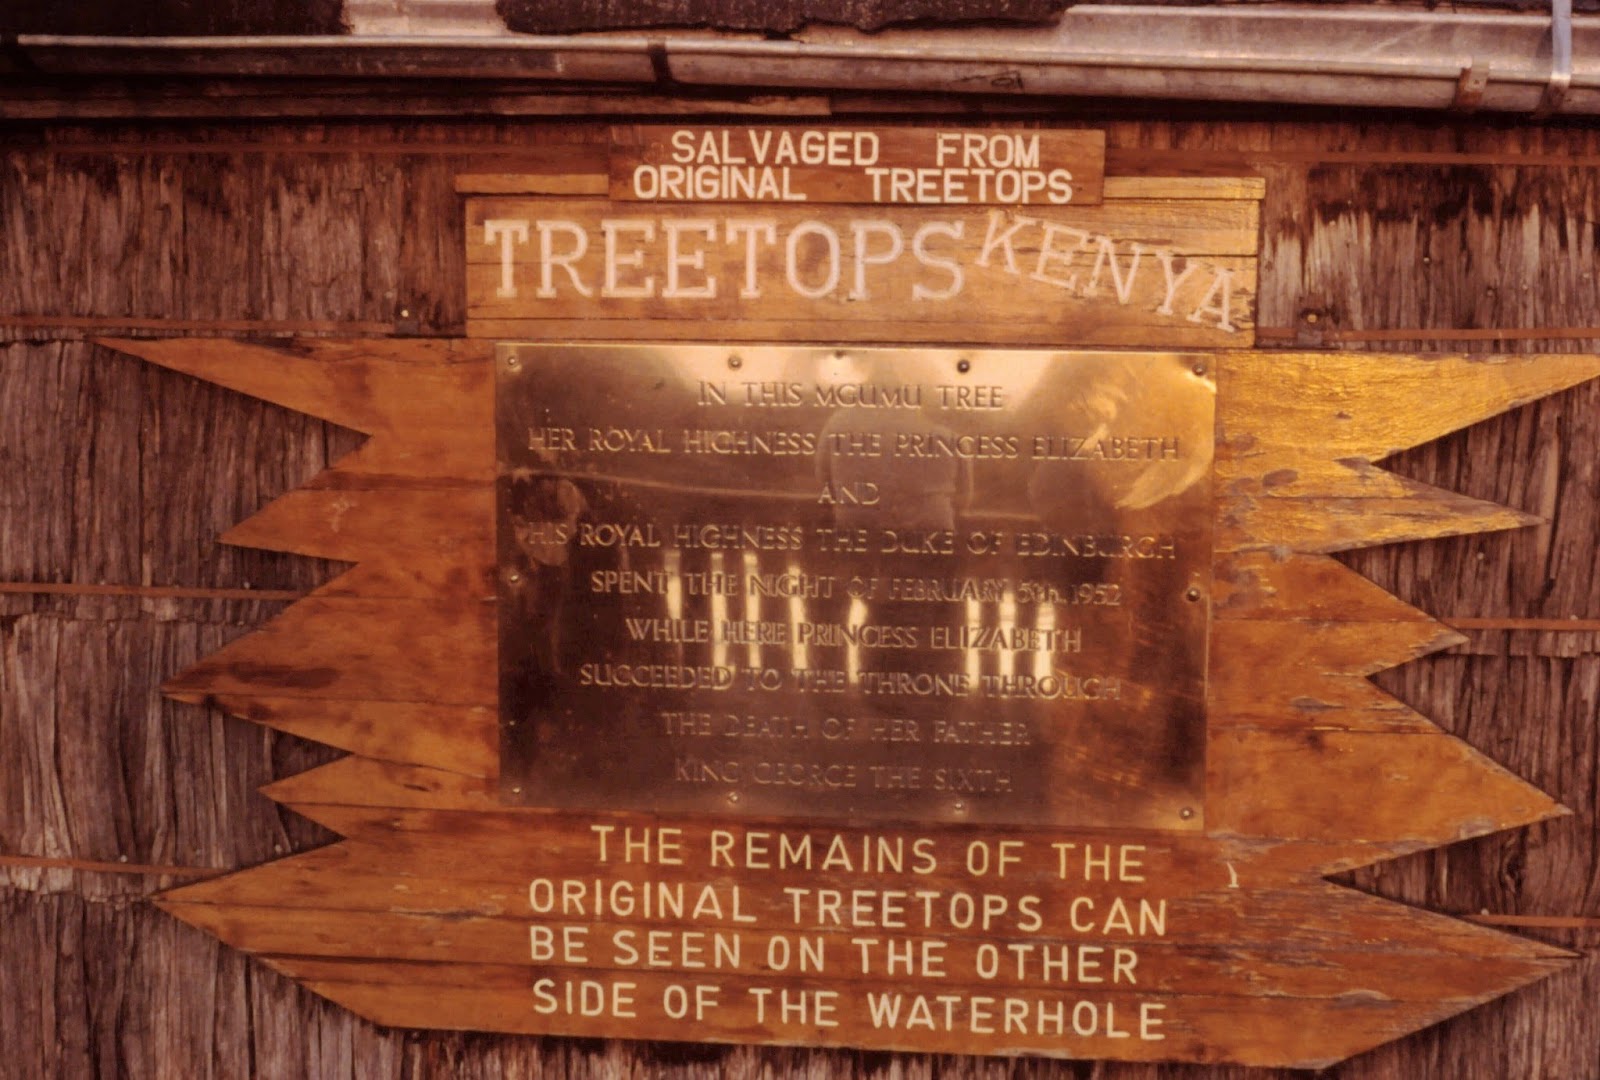 SALVAGED FROM
ORIGINAL TREETOPS
TREETOPS KENYA
IN THIS MGUMU TREE
HER ROYAL HIGHNESS THE PRINCESS ELIZABETH
AND
HIS ROYAL HIGHNESS THE DUKE OF EDINBURGH
SPENT THE NIGHT OF FEBRUARY 5th 1952
WHILE HERE PRINCESS ELIZABETH
SUCCEEDED TO THE THRONE THROUGH
THE DEATH OF HER FATHER
KING GEORGE THE SIXTH
THE REMAINS OF THE
ORIGINAL TREETOPS CAN
BE SEEN ON THE OTHER
SIDE OF THE WATERHOLE